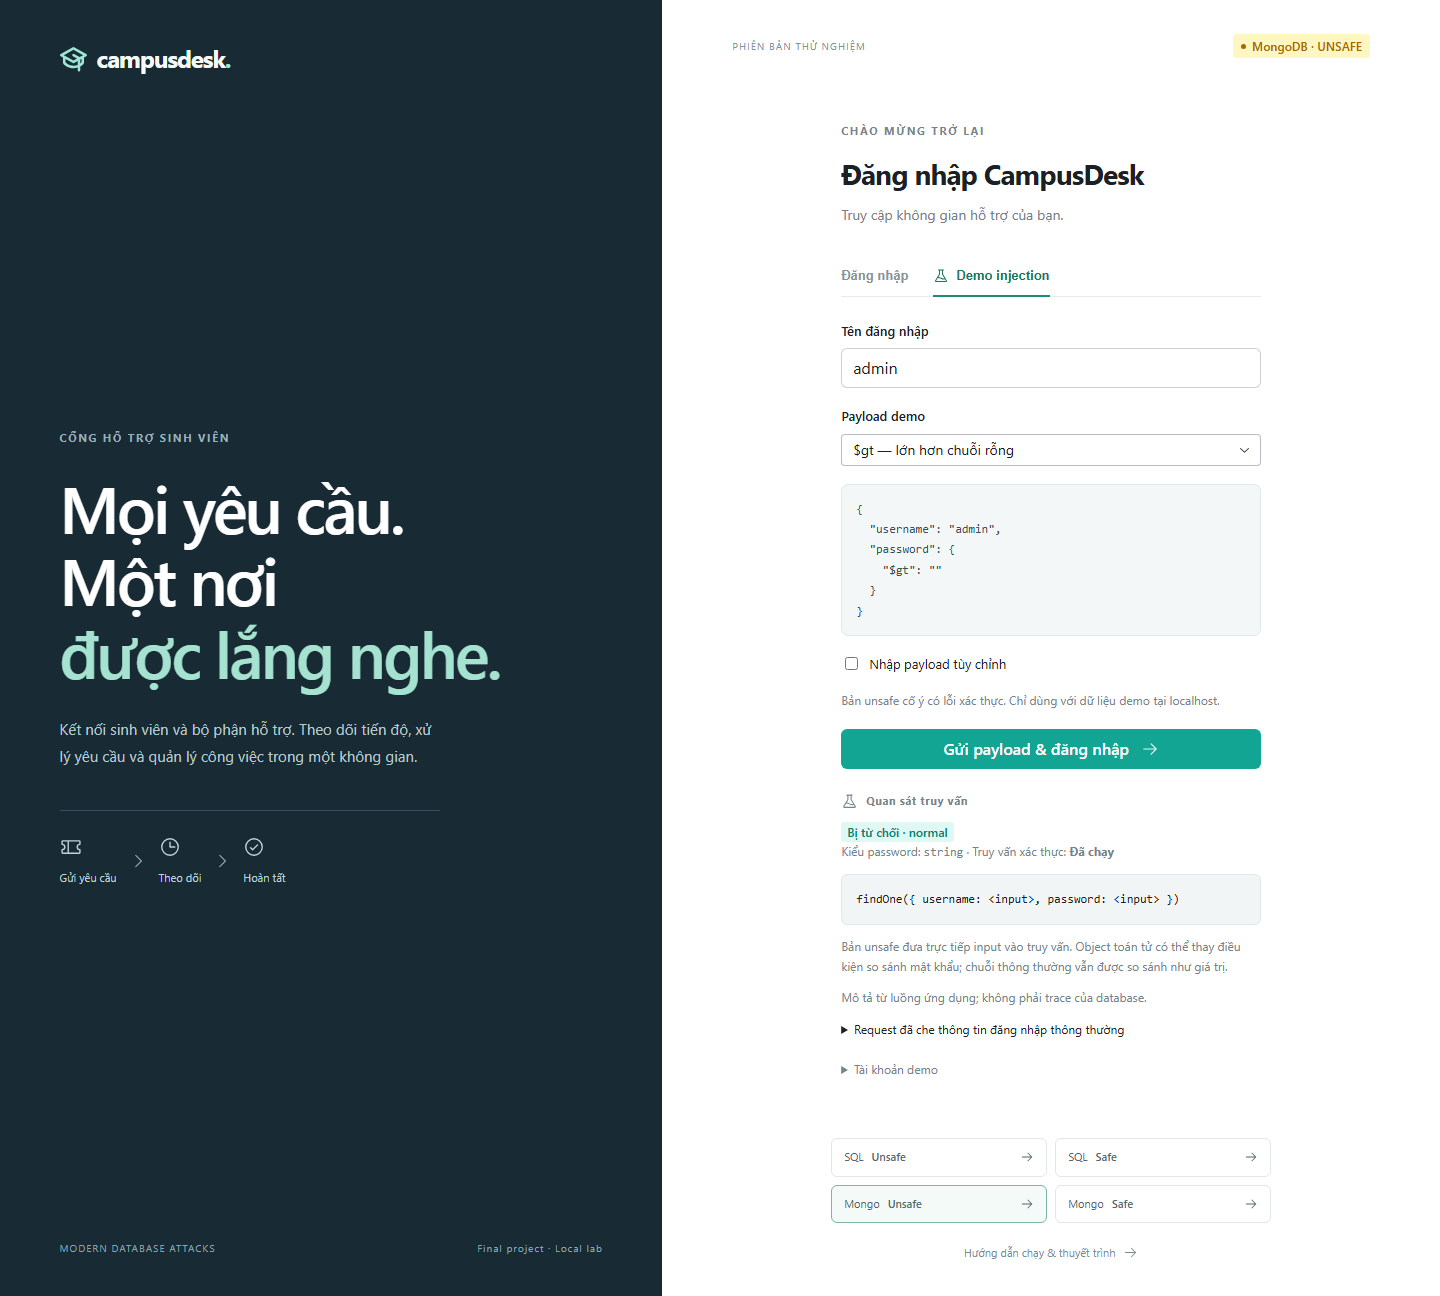 campusdesk.
CỔNG HỖ TRỢ SINH VIÊN
Mọi yêu cầu.
Một nơi
được lắng nghe.
Kết nối sinh viên và bộ phận hỗ trợ. Theo dõi tiến độ, xử
lý yêu cầu và quản lý công việc trong một không gian.
Gửi yêu cầu
Theo dõi
Hoàn tất
MODERN DATABASE ATTACKS
Final project · Local lab
PHIÊN BẢN THỬ NGHIỆM
MongoDB · UNSAFE
CHÀO MỪNG TRỞ LẠI
Đăng nhập CampusDesk
Truy cập không gian hỗ trợ của bạn.
Đăng nhập
Demo injection
Tên đăng nhập
admin
Payload demo
$gt — lớn hơn chuỗi rỗng
{
"username": "admin",
"password": {
"$gt": ""
}
}
Nhập payload tùy chỉnh
Bản unsafe cố ý có lỗi xác thực. Chỉ dùng với dữ liệu demo tại localhost.
Gửi payload & đăng nhập
Quan sát truy vấn
Bị từ chối · normal
Kiểu password: string · Truy vấn xác thực: Đã chạy
findOne({ username: <input>, password: <input> })
Bản unsafe đưa trực tiếp input vào truy vấn. Object toán tử có thể thay điều
kiện so sánh mật khẩu; chuỗi thông thường vẫn được so sánh như giá trị.
Mô tả từ luồng ứng dụng; không phải trace của database.
Request đã che thông tin đăng nhập thông thường
Tài khoản demo
SQL Unsafe
SQL Safe
Mongo Unsafe
Mongo Safe
Hướng dẫn chạy & thuyết trình